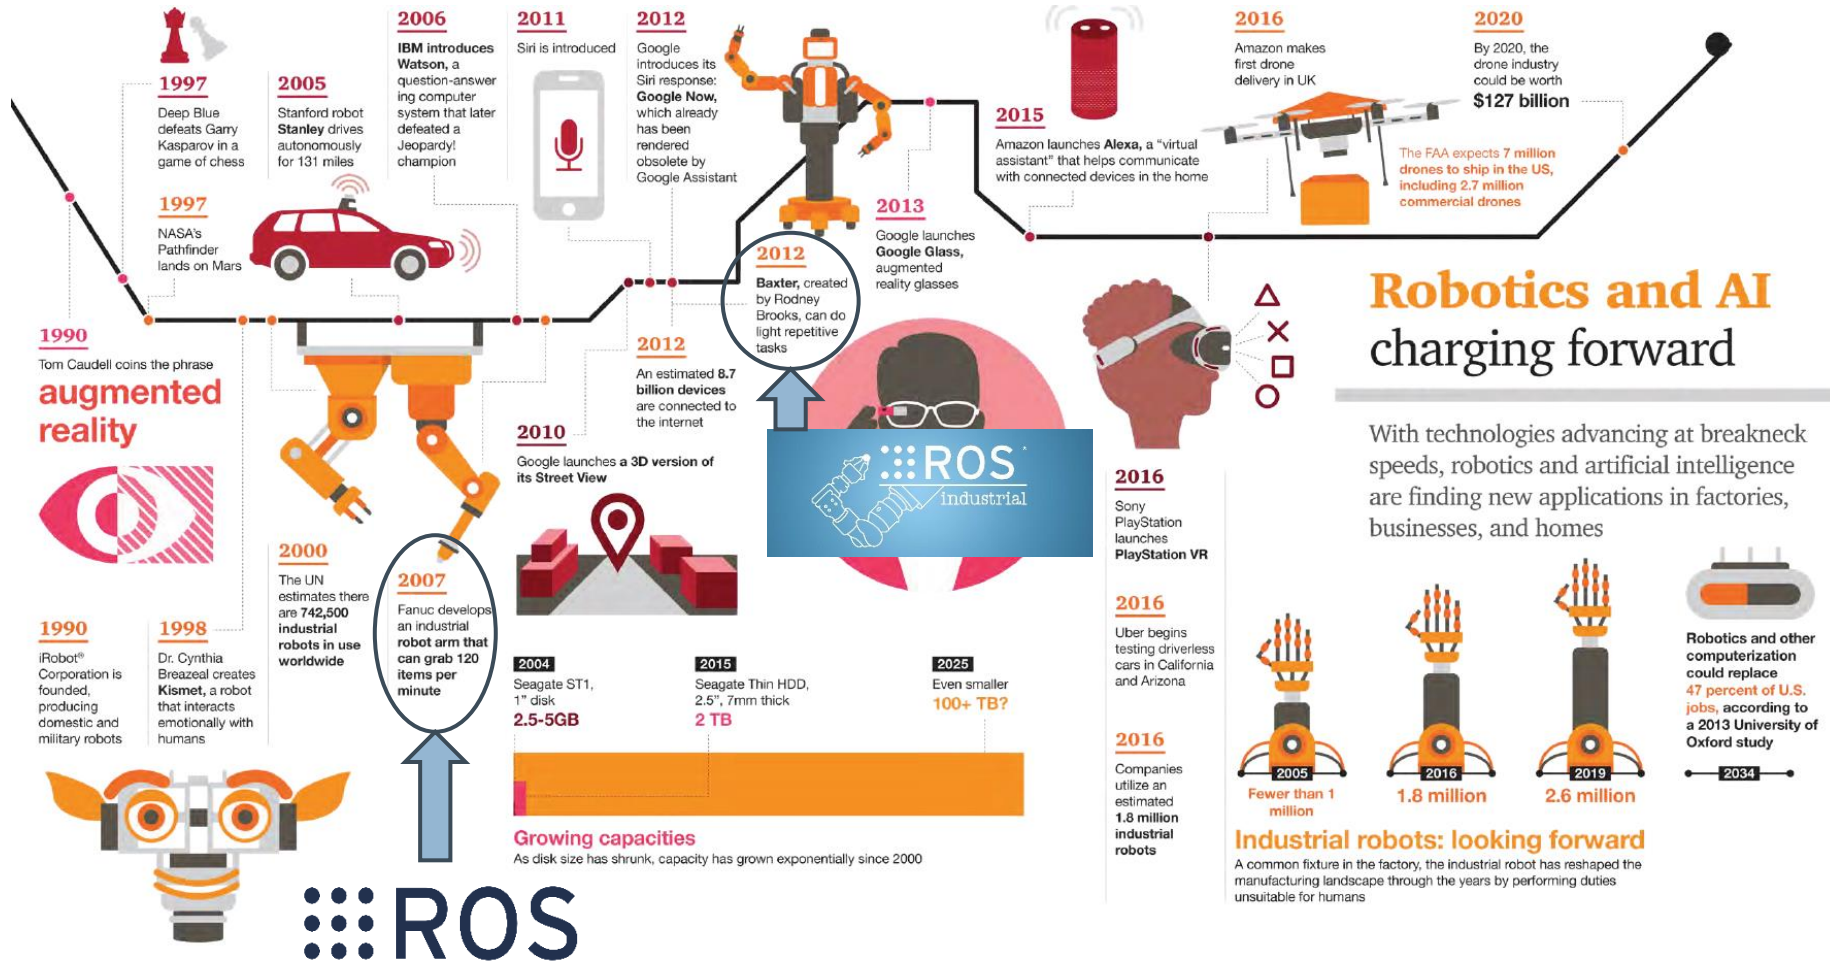 1997
Deep Blue
defeats Garry
Kasparov in a
game of chess
1997
NASA's
Pathfinder
lands on Mars
2005
Stanford robot
Stanley drives
autonomously
for 131 miles
2006
IBM introduces
Watson, a
question-answer
ing computer
system that later
defeated a
Jeopardy!
champion
2011
Siri is introduced
2012
Google
introduces its
Siri response:
Google Now,
which already
has been
rendered
obsolete by
Google Assistant
2012
Baxter, created
by Rodney
Brooks, can do
light repetitive
tasks
2013
Google launches
Google Glass,
augmented
reality glasses
2015
Amazon launches Alexa, a “virtual
assistant” that helps communicate
with connected devices in the home
2016
Amazon makes
first drone
delivery in UK
2020
By 2020, the
drone industry
could be worth
$127 billion
The FAA expects 7 million
drones to ship in the US,
including 2.7 million
commercial drones
Robotics and AI
charging forward
With technologies advancing at breakneck
speeds, robotics and artificial intelligence
are finding new applications in factories,
businesses, and homes
1990
Tom Caudell coins the phrase
augmented
reality
1990
iRobot®
Corporation is
founded,
producing
domestic and
military robots
1998
Dr. Cynthia
Breazeal creates
Kismet, a robot
that interacts
emotionally with
humans
2000
The UN
estimates there
are 742,500
industrial
robots in use
worldwide
2007
Fanuc develops
an industrial
robot arm that
can grab 120
items per
minute
ROS
2010
Google launches a 3D version of
its Street View
2012
An estimated 8.7
billion devices
are connected to
the internet
ROS
industrial
2004
Seagate ST1,
1” disk
2.5-5GB
2015
Seagate Thin HDD,
2.5”, 7mm thick
2 TB
2025
Even smaller
100+ TB?
Growing capacities
As disk size has shrunk, capacity has grown exponentially since 2000
2016
Sony
PlayStation
launches
PlayStation VR
2016
Uber begins
testing driverless
cars in California
and Arizona
2016
Companies
utilize an
estimated
1.8 million
industrial
robots
2005
Fewer than 1
million
2016
1.8 million
2019
2.6 million
Industrial robots: looking forward
A common fixture in the factory, the industrial robot has reshaped the
manufacturing landscape through the years by performing duties
unsuitable for humans
Robotics and other
computerization
could replace
47 percent of U.S.
jobs, according to
a 2013 University of
Oxford study
2034